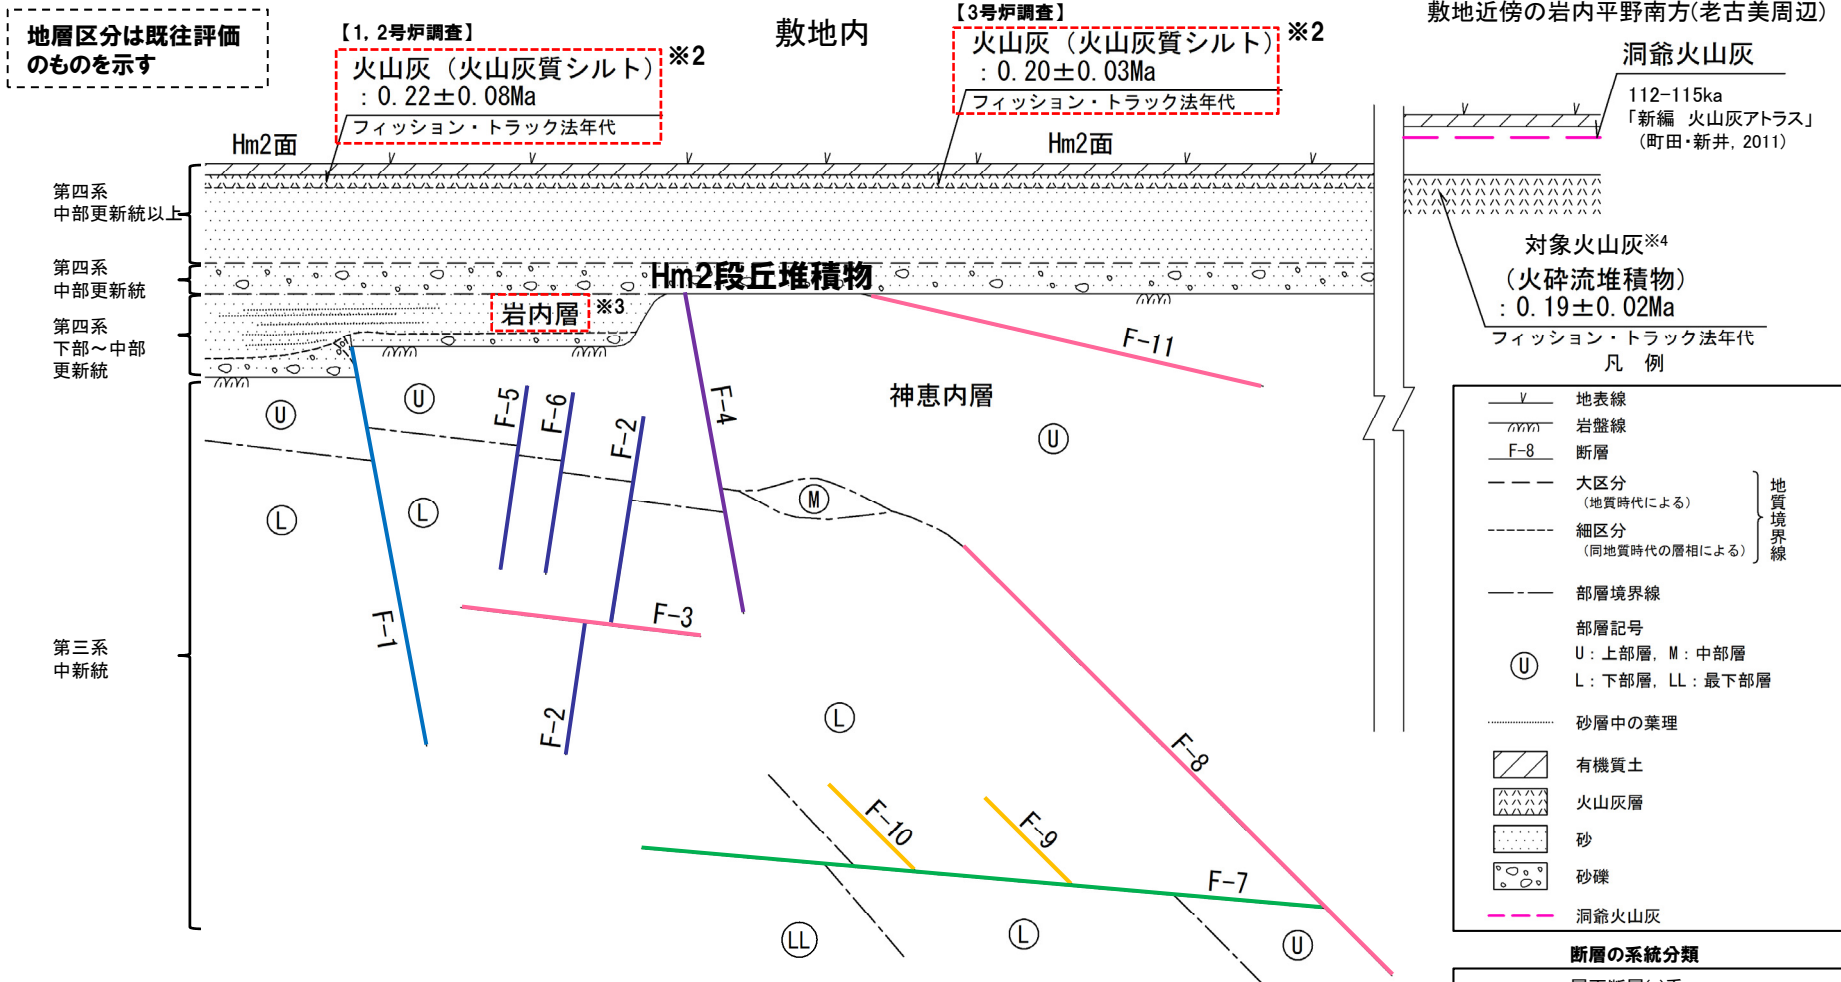 地層区分は既往評価
のものを示す
【1, 2号炉調査】
火山灰（火山灰質シルト）
: 0.22±0.08Ma
※2
フィッション・トラック法年代
敷地内
【3号炉調査】
火山灰（火山灰質シルト）
: 0.20±0.03Ma
※2
フィッション・トラック法年代
敷地近傍の岩内平野南方(老古美周辺)
洞爺火山灰
112-115ka
「新編 火山灰アトラス」
(町田・新井, 2011)
Hm2面
Hm2面
第四系
中部更新統以上
第四系
中部更新統
第四系
下部～中部
更新統
第三系
中新統
Hm2段丘堆積物
岩内層
※3
対象火山灰※4
(火砕流堆積物)
: 0.19±0.02Ma
フィッション・トラック法年代
神恵内層
F-11
F-5
F-6
F-2
F-4
F-1
F-3
F-2
F-8
F-10
F-9
F-7
U
U
U
M
L
L
L
LL
L
U
凡 例
地表線
岩盤線
F-8
断層
大区分
(地質時代による)
細区分
(同地質時代の層相による)
地質境界線
部層境界線
部層記号
U
U : 上部層, M : 中部層
L : 下部層, LL : 最下部層
砂層中の葉理
有機質土
火山灰層
砂
砂礫
洞爺火山灰
断層の系統分類